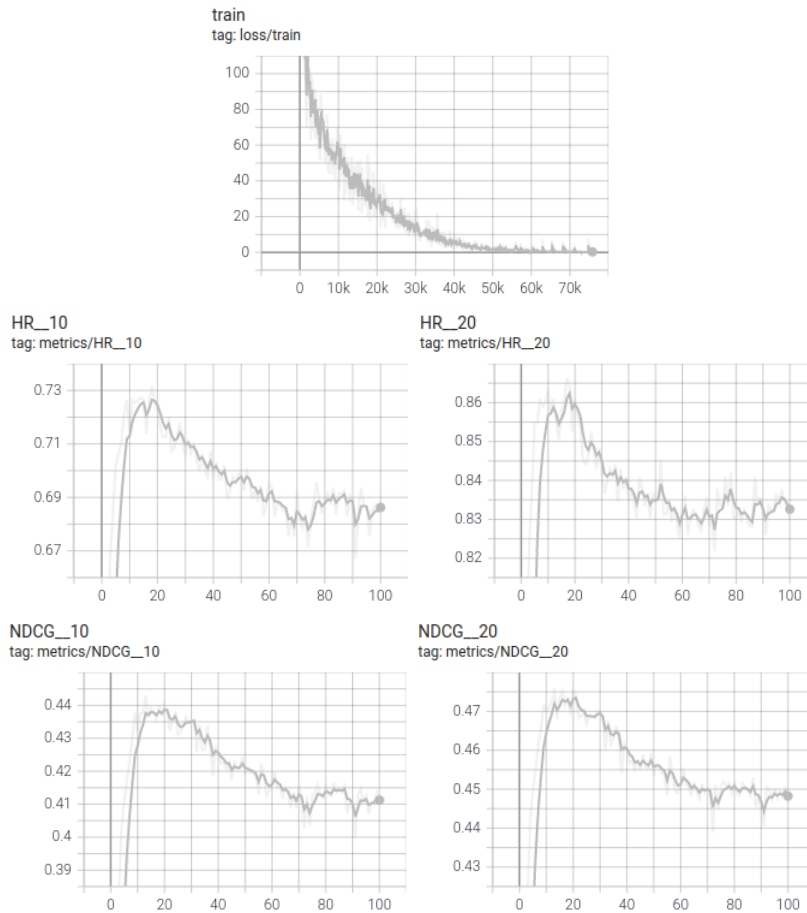 train
tag: loss/train
100
80
60
40
20
0
0 10k 20k 30k 40k 50k 60k 70k
HR__10
tag: metrics/HR__10
0.73
0.71
0.69
0.67
0 20 40 60 80 100
HR__20
tag: metrics/HR__20
0.86
0.85
0.84
0.83
0.82
0 20 40 60 80 100
NDCG__10
tag: metrics/NDCG__10
0.44
0.43
0.42
0.41
0.4
0.39
0 20 40 60 80 100
NDCG__20
tag: metrics/NDCG__20
0.47
0.46
0.45
0.44
0.43
0 20 40 60 80 100